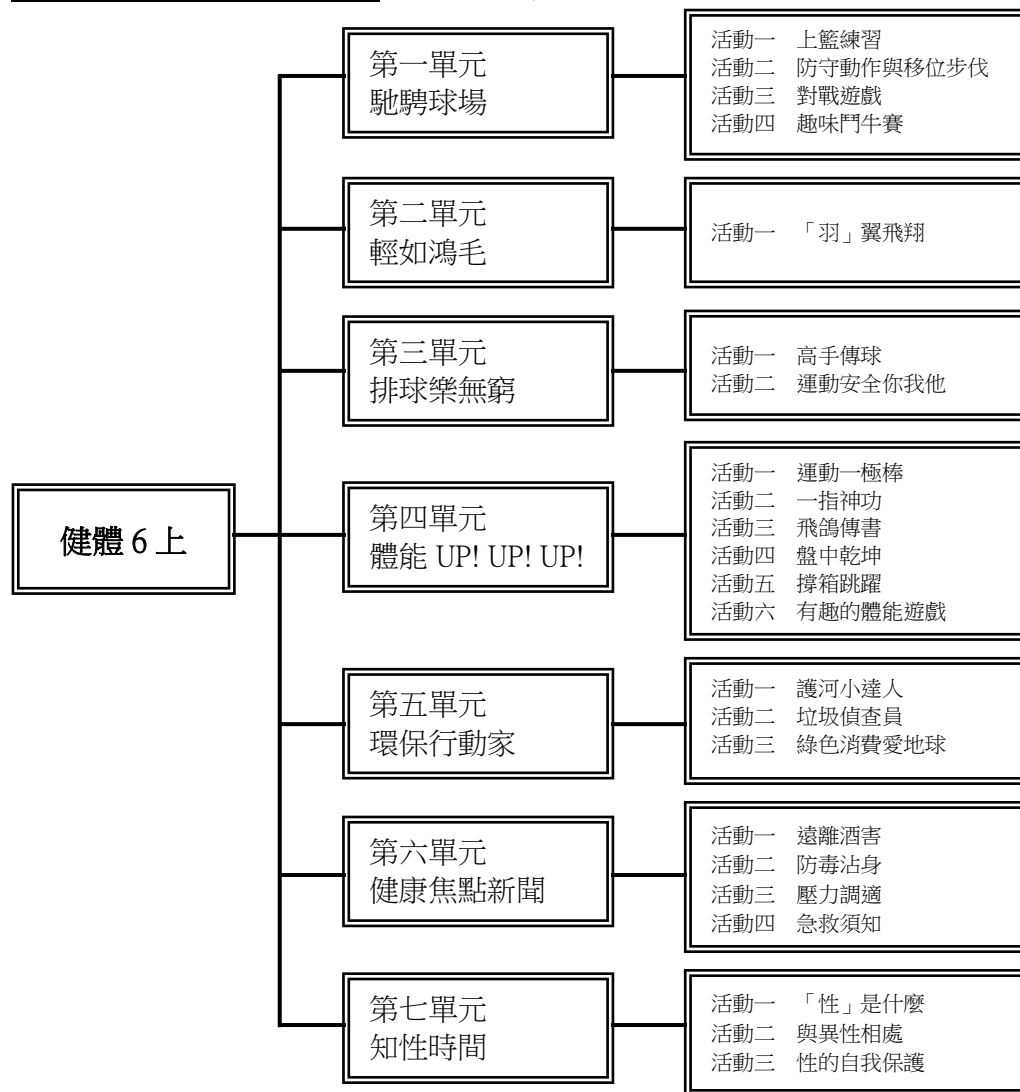 健體 6 上
第一單元
馳騁球場
活動一　上籃練習
活動二　防守動作與移位步伐
活動三　對戰遊戲
活動四　趣味鬥牛賽
第二單元
輕如鴻毛
活動一　「羽」翼飛翔
第三單元
排球樂無窮
活動一　高手傳球
活動二　運動安全你我他
第四單元
體能 UP! UP! UP!
活動一　運動一極棒
活動二　一指神功
活動三　飛鴿傳書
活動四　盤中乾坤
活動五　撐箱跳躍
活動六　有趣的體能遊戲
第五單元
環保行動家
活動一　護河小達人
活動二　垃圾偵查員
活動三　綠色消費愛地球
第六單元
健康焦點新聞
活動一　遠離酒害
活動二　防毒沾身
活動三　壓力調適
活動四　急救須知
第七單元
知性時間
活動一　「性」是什麼
活動二　與異性相處
活動三　性的自我保護